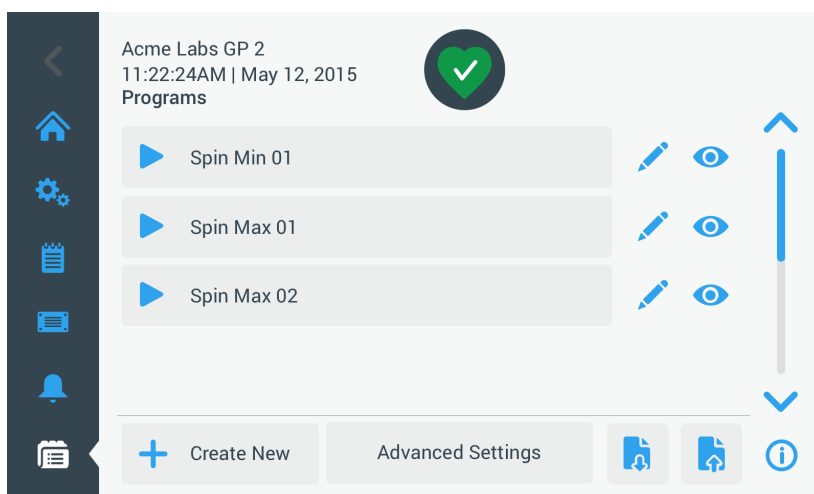 Acme Labs GP 2
11:22:24AM | May 12, 2015
Programs
Spin Min 01
Spin Max 01
Spin Max 02
Create New
Advanced Settings